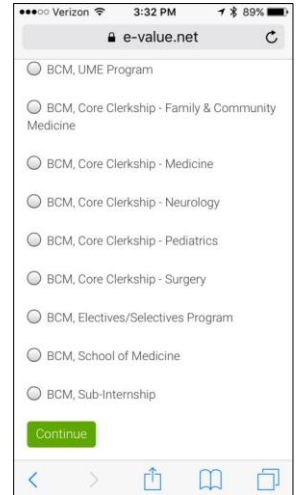 Verizon 3:32 PM 89%
e-value.net
BCM, UME Program
BCM, Core Clerkship - Family & Community
Medicine
BCM, Core Clerkship - Medicine
BCM, Core Clerkship - Neurology
BCM, Core Clerkship - Pediatrics
BCM, Core Clerkship - Surgery
BCM, Electives/Selectives Program
BCM, School of Medicine
BCM, Sub-Internship
Continue